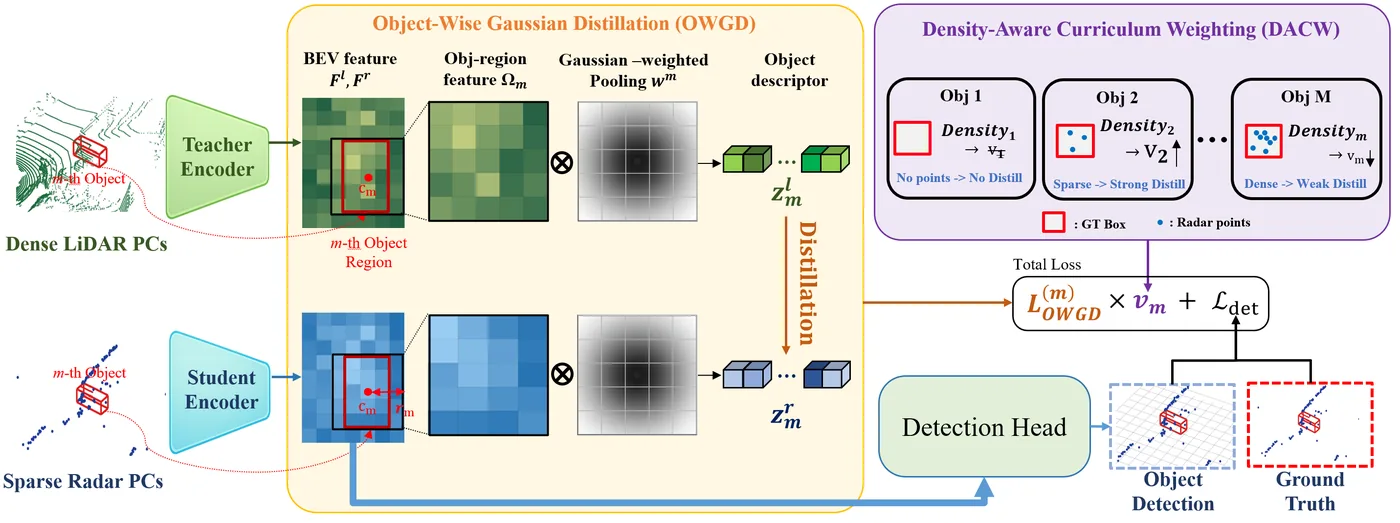 Object-Wise Gaussian Distillation (OWGD)
BEV feature
F^l, F^r
Obj-region
feature Ω_m
Gaussian –weighted
Pooling w^m
Object
descriptor
Teacher
Encoder
m-th Object
Dense LiDAR PCs
c_m
m-th Object
Region
⊗
...
z_m^l
Distillation
Student
Encoder
m-th Object
Sparse Radar PCs
c_m
r_m
⊗
...
z_m^r
Density-Aware Curriculum Weighting (DACW)
Obj 1
Density_1
→ v_1
No points -> No Distill
Obj 2
Density_2
→ V_2 ↑
Sparse -> Strong Distill
...
Obj M
Density_m
→ v_m ↓
Dense -> Weak Distill
: GT Box
: Radar points
Total Loss
L_OWGD^(m) × v_m + ℒ_det
Detection Head
Object
Detection
Ground
Truth